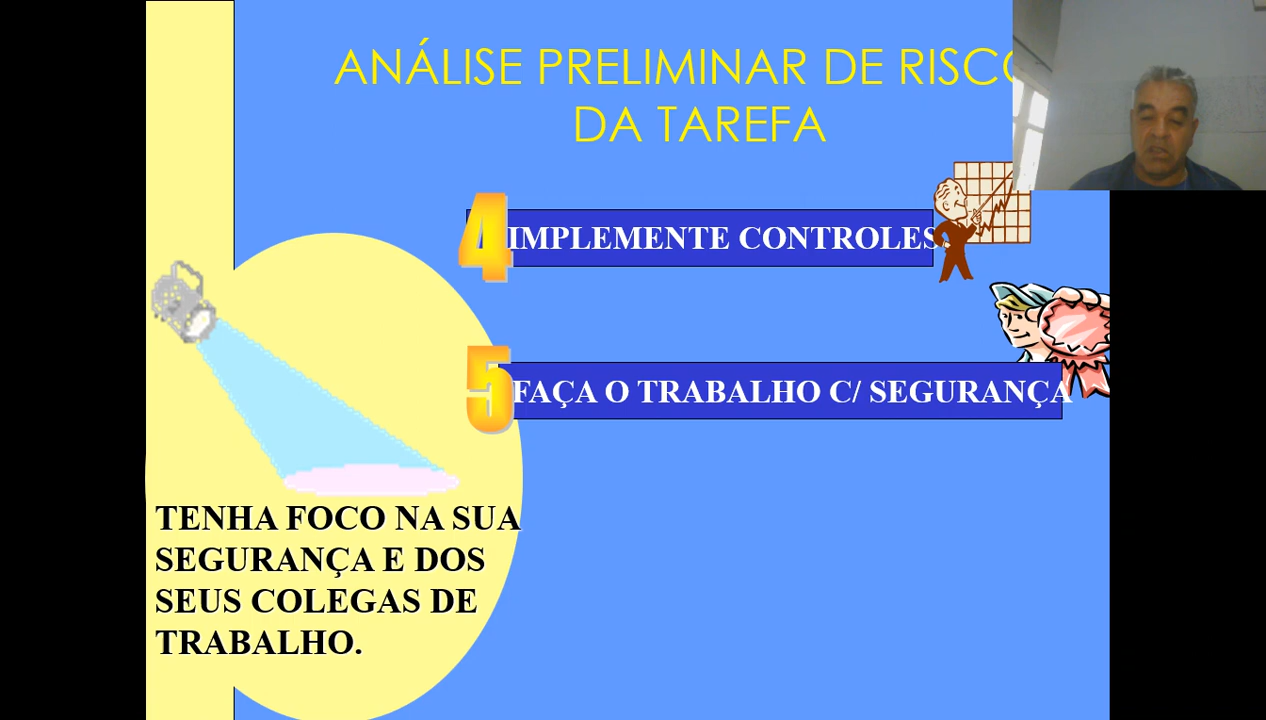 ANÁLISE PRELIMINAR DE RISCO
DA TAREFA
4 IMPLEMENTE CONTROLES
5 FAÇA O TRABALHO C/ SEGURANÇA
TENHA FOCO NA SUA
SEGURANÇA E DOS
SEUS COLEGAS DE
TRABALHO.